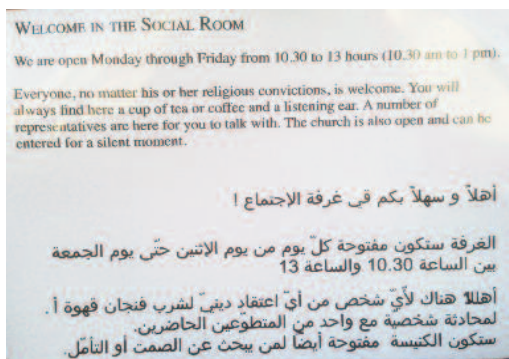 WELCOME IN THE SOCIAL ROOM
We are open Monday through Friday from 10.30 to 13 hours (10.30 am to 1 pm).
Everyone, no matter his or her religious convictions, is welcome. You will
always find here a cup of tea or coffee and a listening ear. A number of
representatives are here for you to talk with. The church is also open and can be
entered for a silent moment.
أهلاً و سهلاً بكم في غرفة الإجتماع !
الغرفة ستكون مفتوحة كلّ يوم من يوم الإثنين حتّى يوم الجمعة
بين الساعة 10.30 والساعة 13
أهلا هناك لأيّ شخص من أيّ اعتقاد دينيّ لشرب فنجان قهوة أ .
لمحادثة شخصية مع واحد من المتطوّعين الحاضرين.
ستكون الكنيسة مفتوحة أيضًا لمن يبحث عن الصمت أو التأمّل.